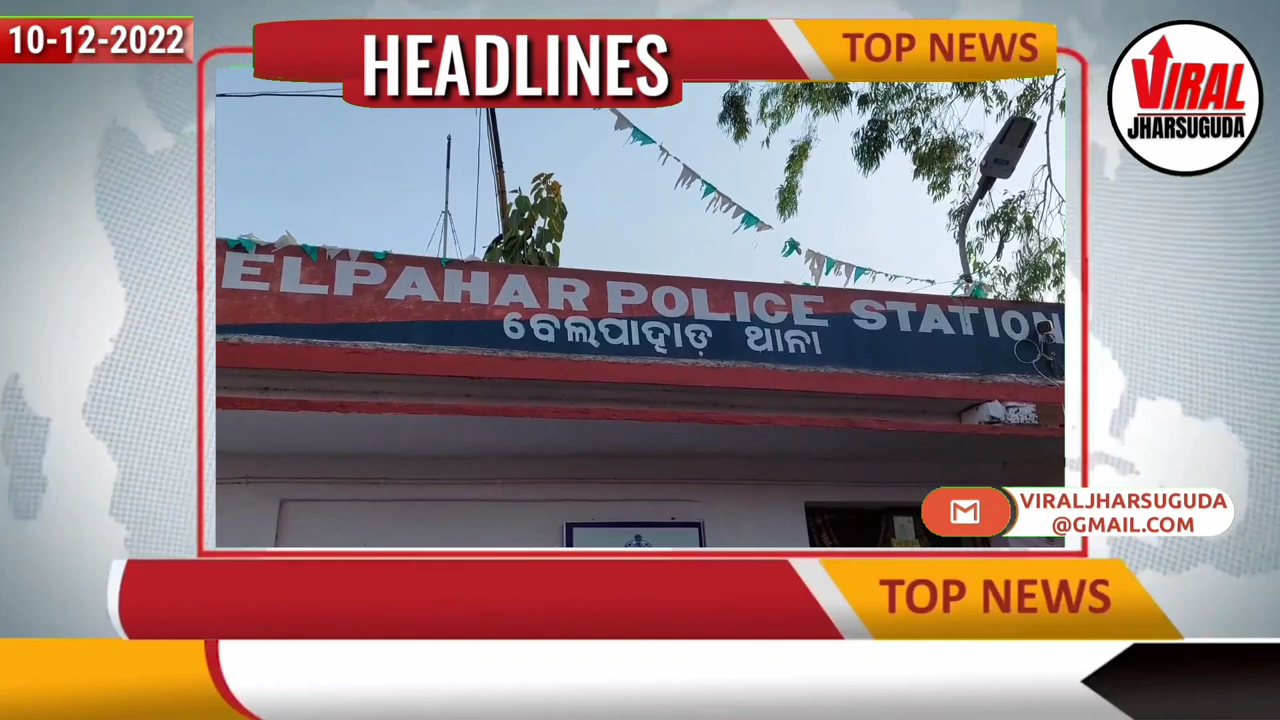 10-12-2022
HEADLINES
TOP NEWS
VIRAL
JHARSUGUDA
ELPAHAR POLICE STATION
ବେଲପାହାଡ଼ ଥାନା
VIRALJHARSUGUDA
@GMAIL.COM
TOP NEWS